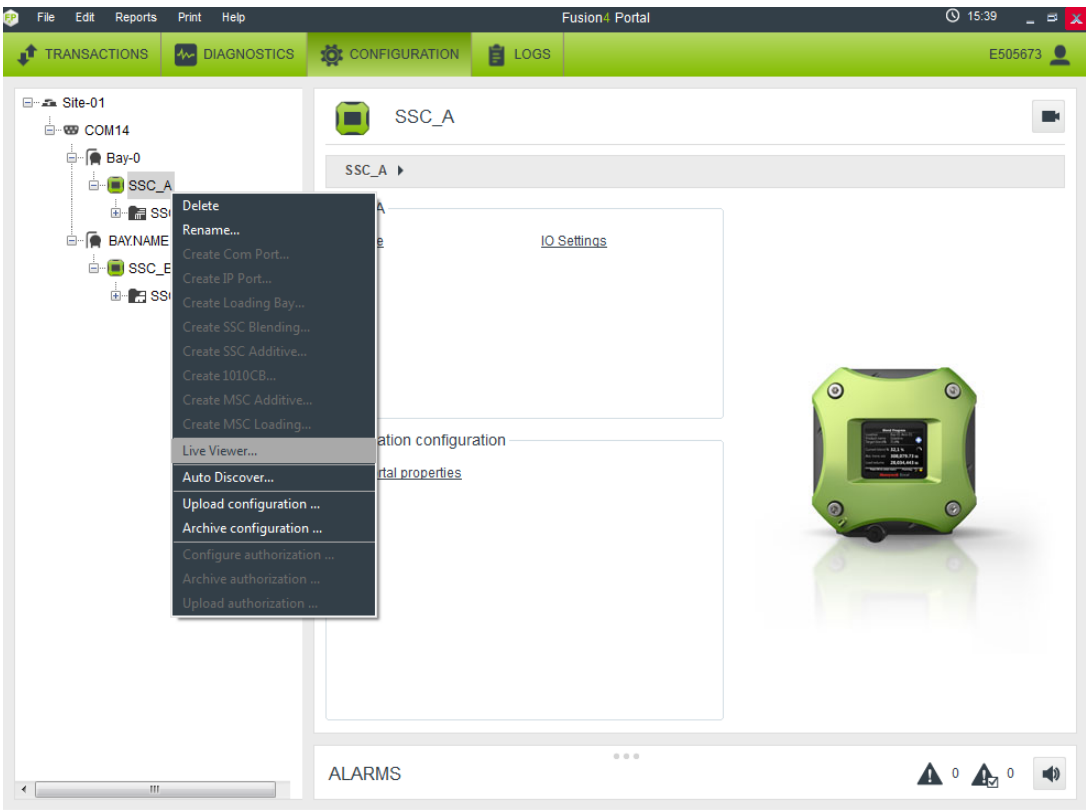 FP File Edit Reports Print Help Fusion4 Portal 15:39
TRANSACTIONS DIAGNOSTICS CONFIGURATION LOGS E505673
Site-01
COM14
Bay-0
SSC_A
SSC
BAY.NAME
SSC_B
SSC
Delete
Rename...
Create Com Port...
Create IP Port...
Create Loading Bay...
Create SSC Blending...
Create SSC Additive...
Create 1010CB...
Create MSC Additive...
Create MSC Loading...
Live Viewer...
Auto Discover...
Upload configuration ...
Archive configuration ...
Configure authorization ...
Archive authorization ...
Upload authorization ...
SSC_A
SSC_A
A
e IO Settings
ation configuration
rtal properties
ALARMS 0 0